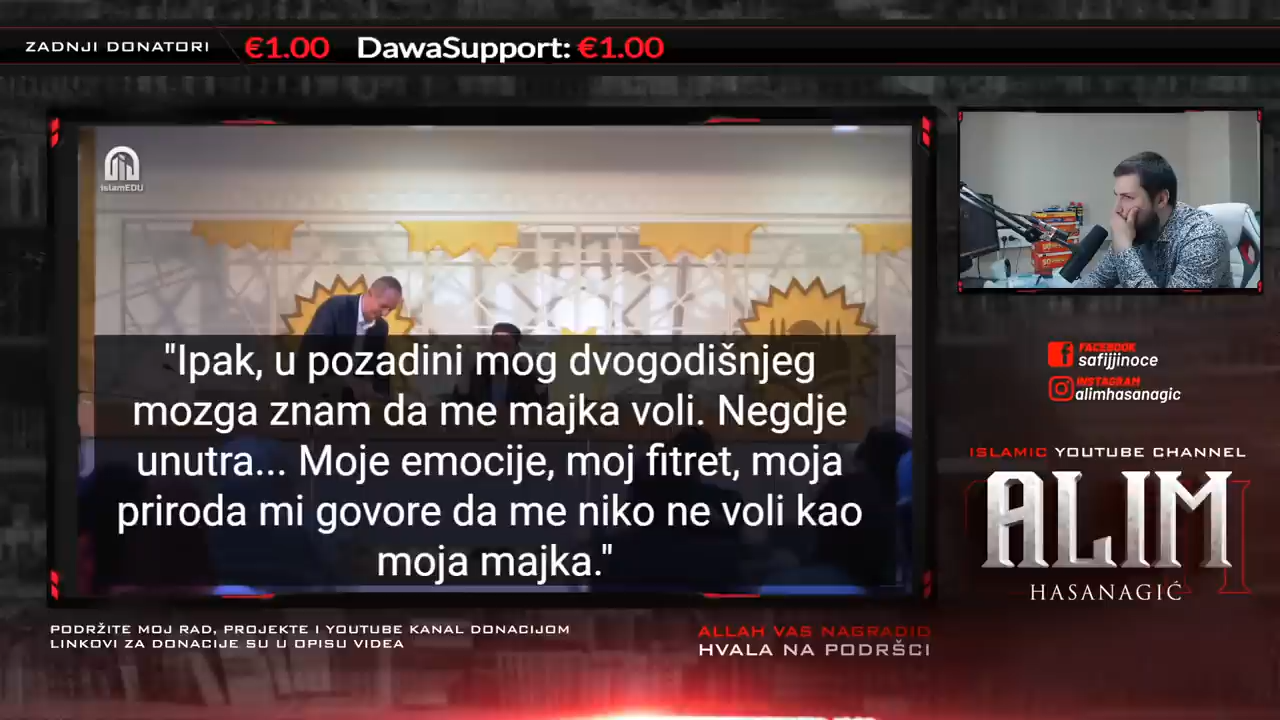 ZADNJI DONATORI
€1.00 DawaSupport: €1.00
islamEDU
"Ipak, u pozadini mog dvogodišnjeg
mozga znam da me majka voli. Negdje
unutra... Moje emocije, moj fitret, moja
priroda mi govore da me niko ne voli kao
moja majka."
FACEBOOK
safijjinoce
INSTAGRAM
alimhasanagic
ISLAMIC YOUTUBE CHANNEL
ALIM
HASANAGIĆ
PODRŽITE MOJ RAD, PROJEKTE I YOUTUBE KANAL DONACIJOM
LINKOVI ZA DONACIJE SU U OPISU VIDEA
ALLAH VAS NAGRADIO
HVALA NA PODRŠCI